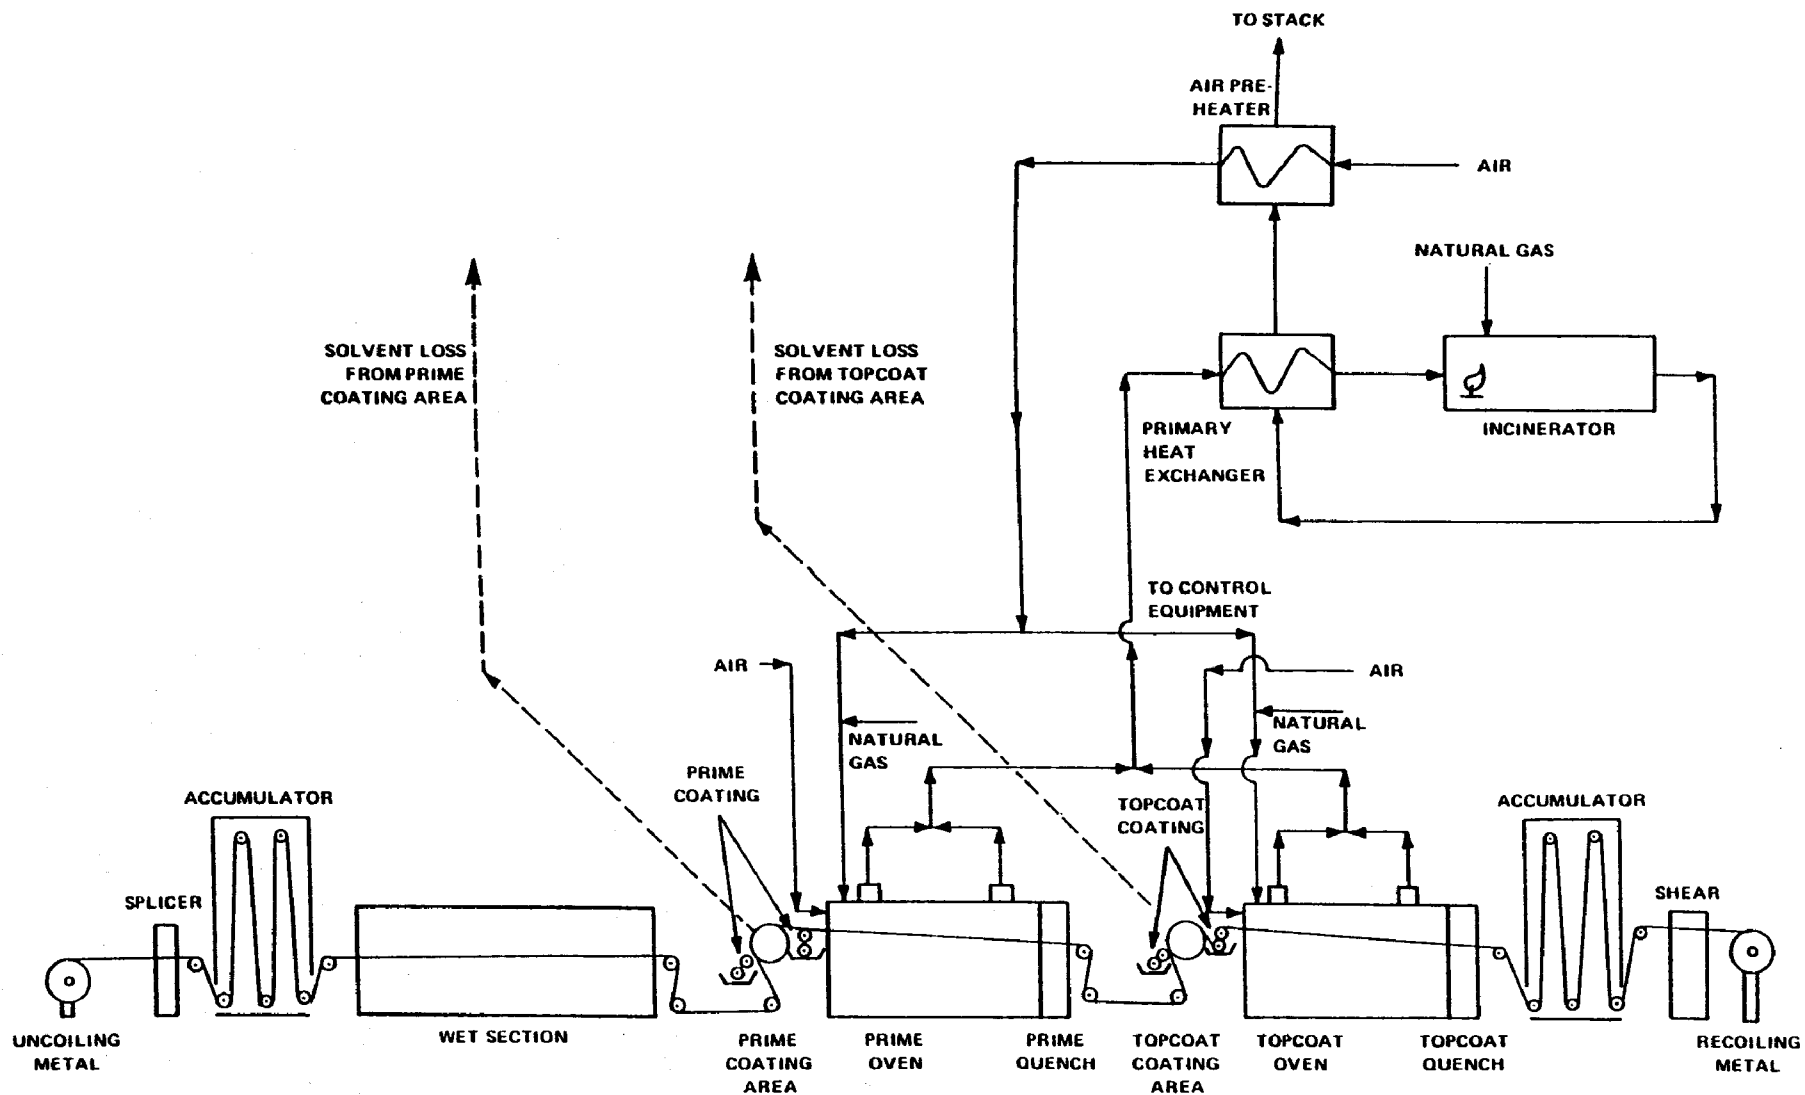 TO STACK
AIR PRE-
HEATER
AIR
NATURAL GAS
SOLVENT LOSS
FROM PRIME
COATING AREA
SOLVENT LOSS
FROM TOPCOAT
COATING AREA
PRIMARY
HEAT
EXCHANGER
INCINERATOR
TO CONTROL
EQUIPMENT
AIR
AIR
NATURAL
GAS
NATURAL
GAS
PRIME
COATING
TOPCOAT
COATING
ACCUMULATOR
ACCUMULATOR
SPLICER
SHEAR
UNCOILING
METAL
WET SECTION
PRIME
COATING
AREA
PRIME
OVEN
PRIME
QUENCH
TOPCOAT
COATING
AREA
TOPCOAT
OVEN
TOPCOAT
QUENCH
RECOILING
METAL